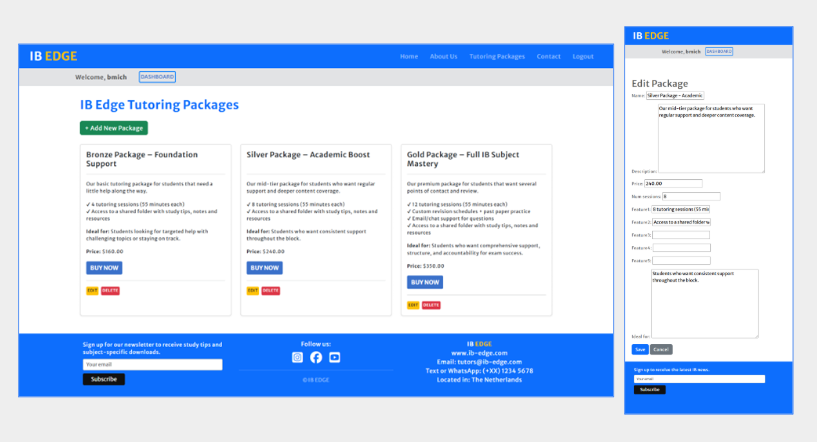 IB EDGE
Home About Us Tutoring Packages Contact Logout
Welcome, bmich DASHBOARD
IB Edge Tutoring Packages
+ Add New Package
Bronze Package – Foundation
Support
Our basic tutoring package for students that need a
little help along the way.
✓ 4 tutoring sessions (55 minutes each)
✓ Access to a shared folder with study tips, notes and
resources
Ideal for: Students looking for targeted help with
challenging topics or staying on track.
Price: $160.00
BUY NOW
EDIT DELETE
Silver Package – Academic Boost
Our mid-tier package for students who want regular
support and deeper content coverage.
✓ 8 tutoring sessions (55 minutes each)
✓ Access to a shared folder with study tips, notes and
resources
Ideal for: Students who want consistent support
throughout the block.
Price: $240.00
BUY NOW
EDIT DELETE
Gold Package – Full IB Subject
Mastery
Our premium package for students that want several
points of contact and review.
✓ 12 tutoring sessions (55 minutes each)
✓ Custom revision schedules + past paper practice
✓ Email/chat support for questions
✓ Access to a shared folder with study tips, notes and
resources
Ideal for: Students who want comprehensive support,
structure, and accountability for exam success.
Price: $350.00
BUY NOW
EDIT DELETE
Sign up for our newsletter to receive study tips and
subject-specific downloads.
Your email
Subscribe
Follow us:
©IB EDGE
IB EDGE
www.ib-edge.com
Email: tutors@ib-edge.com
Text or WhatsApp: (+XX) 1234 5678
Located in: The Netherlands
IB EDGE
Welcome, bmich DASHBOARD
Edit Package
Name: Silver Package – Academic
Our mid-tier package for students who want
regular support and deeper content coverage.
Description:
Price: 240.00
Num sessions: 8
Feature1: 8 tutoring sessions (55 mi
Feature2: Access to a shared folder w
Feature3:
Feature4:
Feature5:
Students who want consistent support
throughout the block.
Ideal for:
Save Cancel
Sign up to receive the latest IB news.
Your email
Subscribe